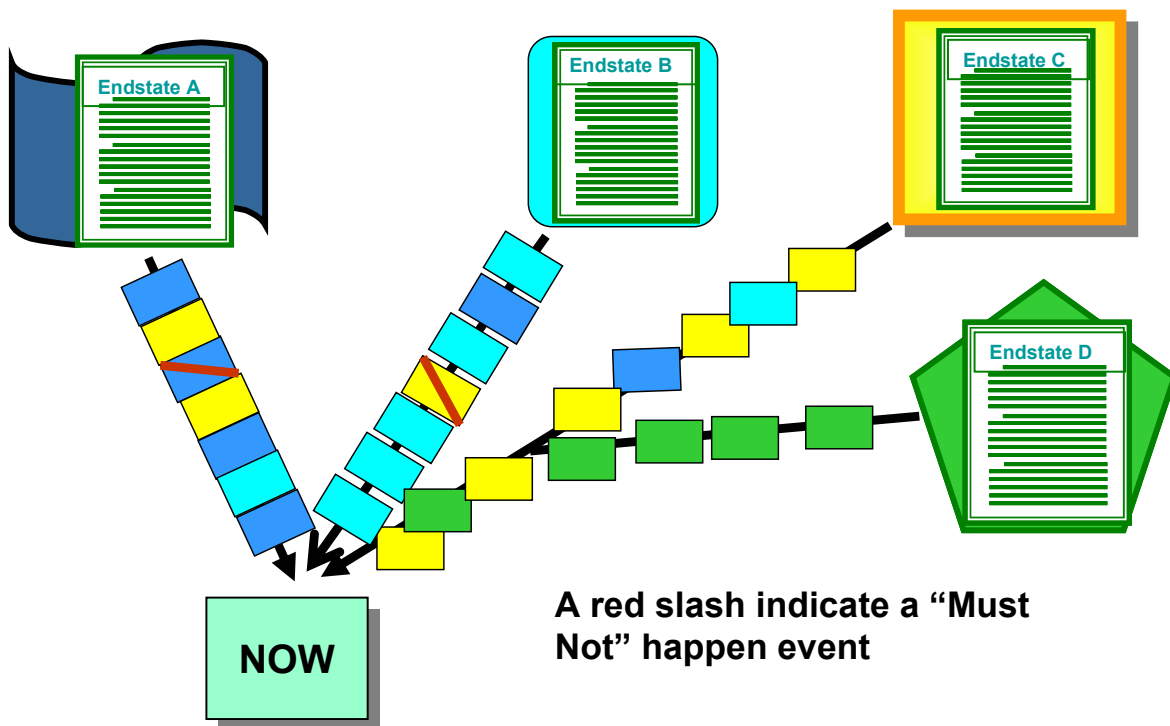 Endstate A
Endstate B
Endstate C
Endstate D
A red slash indicate a “Must
Not” happen event
NOW